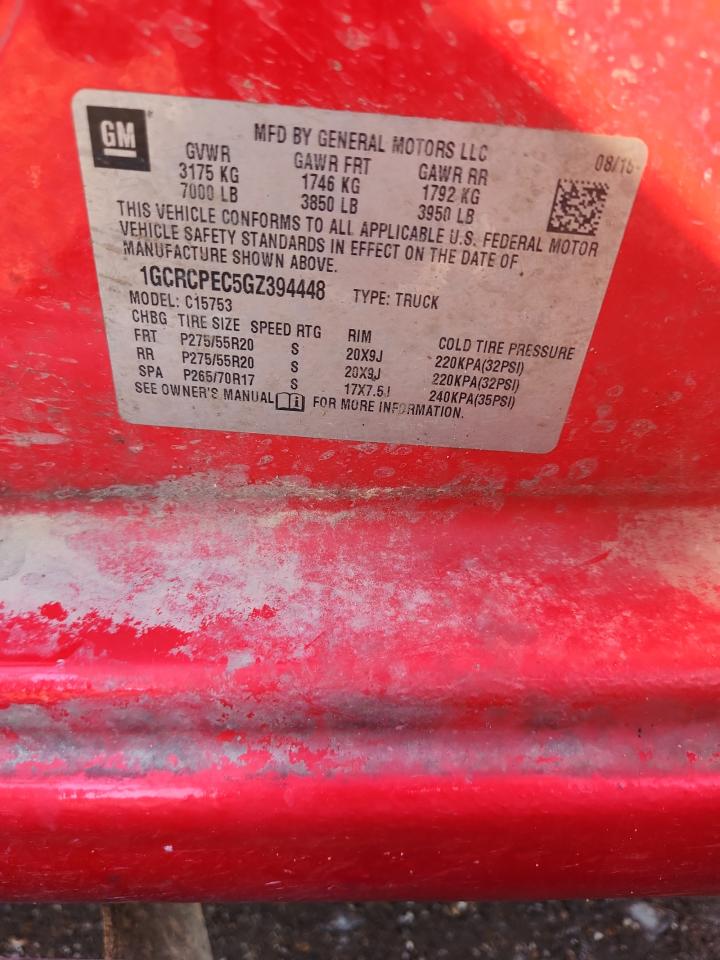 GM
MFD BY GENERAL MOTORS LLC
08/15
GVWR GAWR FRT GAWR RR
3175 KG 1746 KG 1792 KG
7000 LB 3850 LB 3950 LB
THIS VEHICLE CONFORMS TO ALL APPLICABLE U.S. FEDERAL MOTOR
VEHICLE SAFETY STANDARDS IN EFFECT ON THE DATE OF
MANUFACTURE SHOWN ABOVE.
1GCRCPEC5GZ394448 TYPE: TRUCK
MODEL: C15753
CHBG TIRE SIZE SPEED RTG RIM COLD TIRE PRESSURE
FRT P275/55R20 S 20X9J 220KPA(32PSI)
RR P275/55R20 S 20X9J 220KPA(32PSI)
SPA P265/70R17 S 17X7.5J 240KPA(35PSI)
SEE OWNER'S MANUAL i FOR MORE INFORMATION.